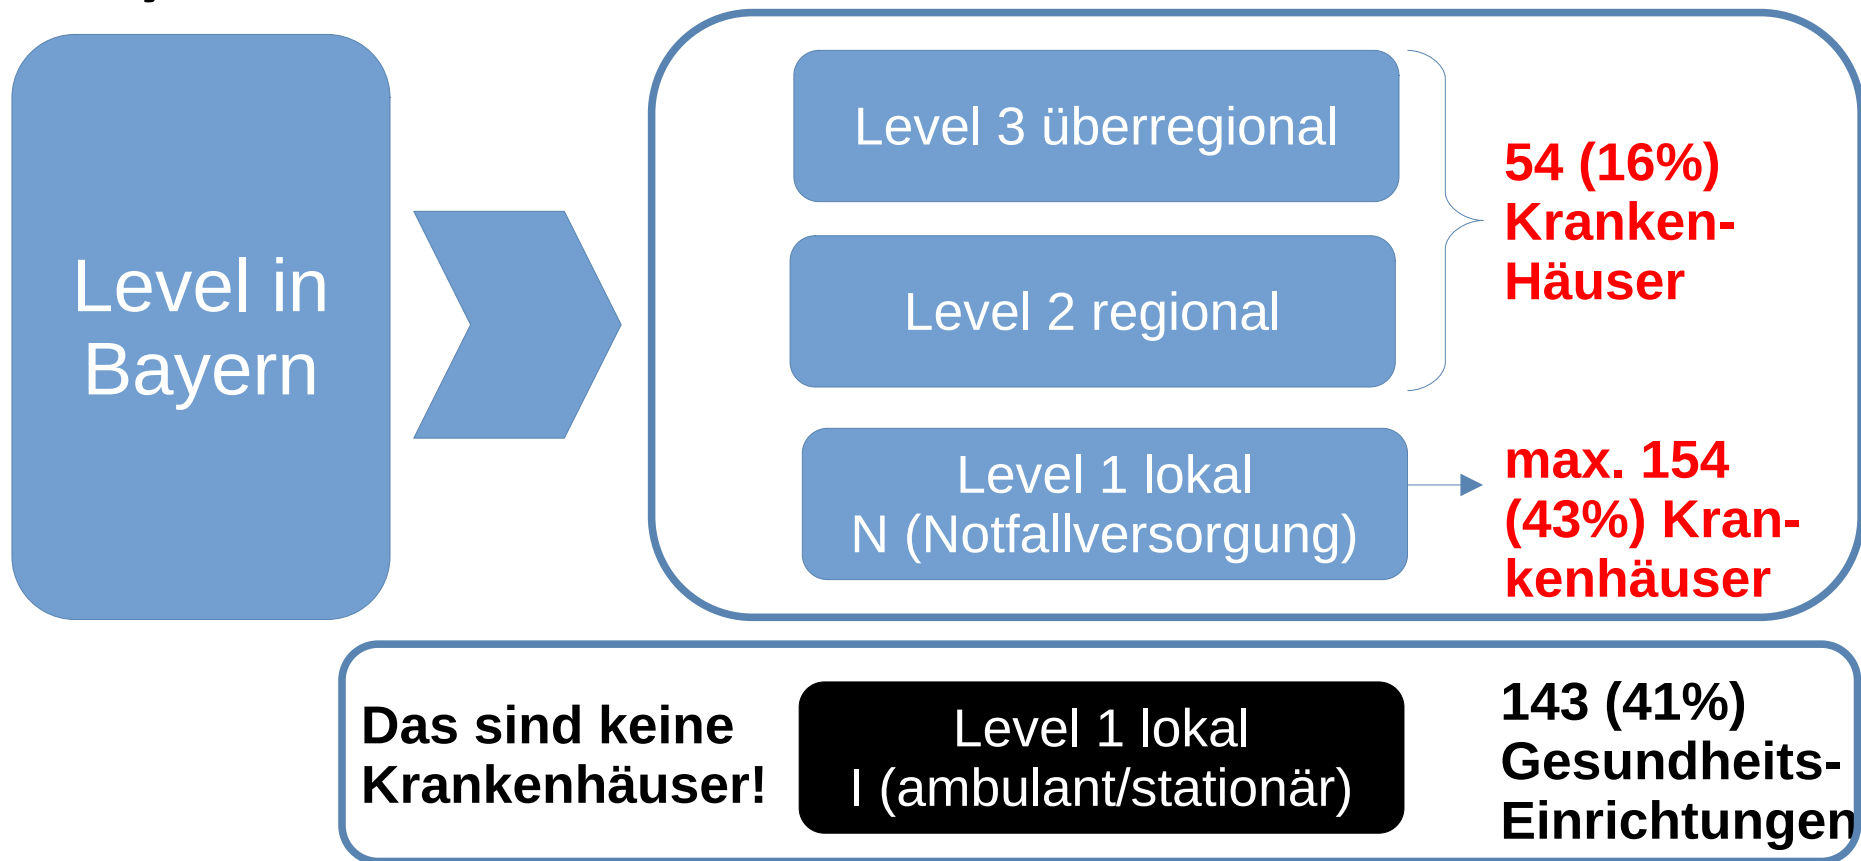 Level in
Bayern
Level 3 überregional
Level 2 regional
Level 1 lokal
N (Notfallversorgung)
54 (16%)
Kranken-
Häuser
max. 154
(43%) Kran-
kenhäuser
Das sind keine
Krankenhäuser!
Level 1 lokal
I (ambulant/stationär)
143 (41%)
Gesundheits-
Einrichtungen